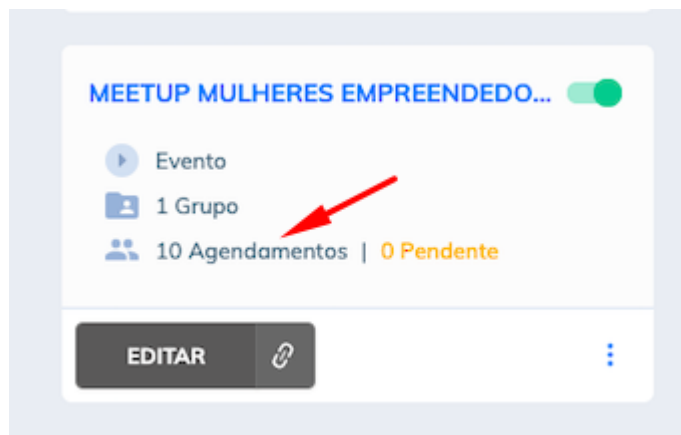 MEETUP MULHERES EMPREENDEDO...
Evento
1 Grupo
10 Agendamentos | 0 Pendente
EDITAR